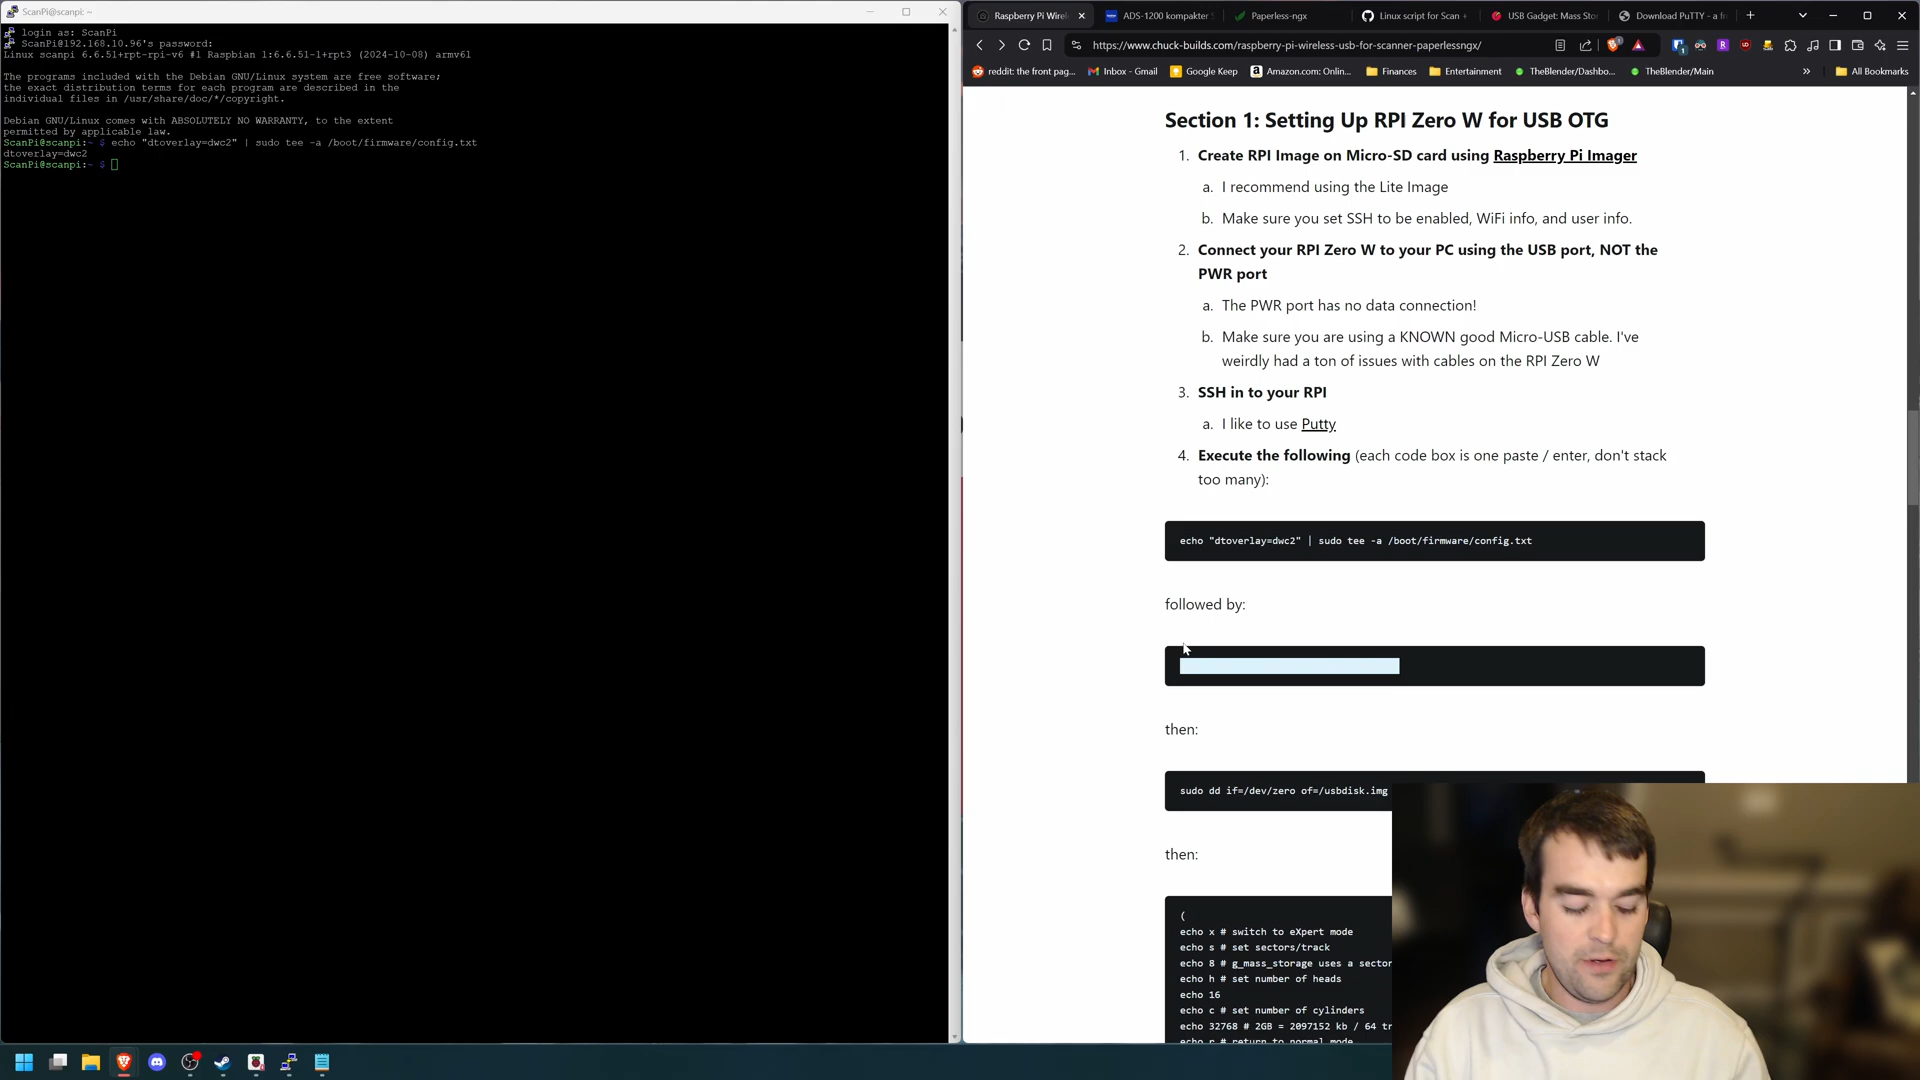 ScanPi@scanpi: ~
login as: ScanPi
ScanPi@192.168.10.96's password:
Linux scanpi 6.6.51+rpt-rpi-v6 #1 Raspbian 1:6.6.51-1+rpt3 (2024-10-08) armv6l
The programs included with the Debian GNU/Linux system are free software;
the exact distribution terms for each program are described in the
individual files in /usr/share/doc/*/copyright.
Debian GNU/Linux comes with ABSOLUTELY NO WARRANTY, to the extent
permitted by applicable law.
ScanPi@scanpi:~ $ echo "dtoverlay=dwc2" | sudo tee -a /boot/firmware/config.txt
dtoverlay=dwc2
ScanPi@scanpi:~ $
Raspberry Pi Wirele
ADS-1200 kompakter
Paperless-ngx
Linux script for Scan +
USB Gadget: Mass Sto
Download PuTTY - a fr
https://www.chuck-builds.com/raspberry-pi-wireless-usb-for-scanner-paperlessngx/
reddit: the front pag...
Inbox - Gmail
Google Keep
Amazon.com: Onlin...
Finances
Entertainment
TheBlender/Dashbo...
TheBlender/Main
All Bookmarks
Section 1: Setting Up RPI Zero W for USB OTG
1. Create RPI Image on Micro-SD card using Raspberry Pi Imager
a. I recommend using the Lite Image
b. Make sure you set SSH to be enabled, WiFi info, and user info.
2. Connect your RPI Zero W to your PC using the USB port, NOT the
PWR port
a. The PWR port has no data connection!
b. Make sure you are using a KNOWN good Micro-USB cable. I've
weirdly had a ton of issues with cables on the RPI Zero W
3. SSH in to your RPI
a. I like to use Putty
4. Execute the following (each code box is one paste / enter, don't stack
too many):
echo "dtoverlay=dwc2" | sudo tee -a /boot/firmware/config.txt
followed by:
then:
sudo dd if=/dev/zero of=/usbdisk.img
then:
(
echo x # switch to eXpert mode
echo s # set sectors/track
echo 8 # g_mass_storage uses a sector
echo h # set number of heads
echo 16
echo c # set number of cylinders
echo 32768 # 2GB = 2097152 kb / 64 tr
echo r # return to normal mode